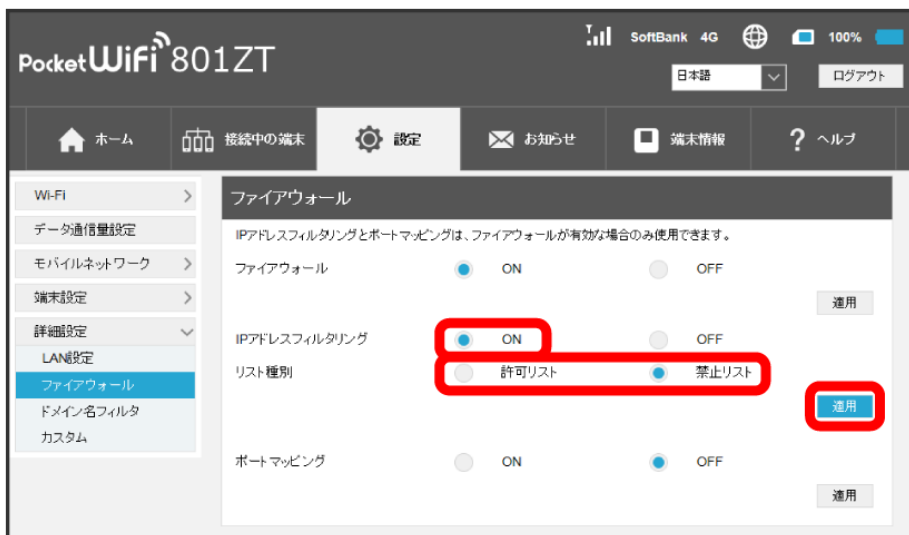 SoftBank 4G 100%
PocketWiFi 801ZT
日本語 ログアウト
ホーム 接続中の端末 設定 お知らせ 端末情報 ? ヘルプ
Wi-Fi
データ通信量設定
モバイルネットワーク
端末設定
詳細設定
LAN設定
ファイアウォール
ドメイン名フィルタ
カスタム
ファイアウォール
IPアドレスフィルタリングとポートマッピングは、ファイアウォールが有効な場合のみ使用できます。
ファイアウォール ON OFF
適用
IPアドレスフィルタリング ON OFF
リスト種別 許可リスト 禁止リスト
適用
ポートマッピング ON OFF
適用